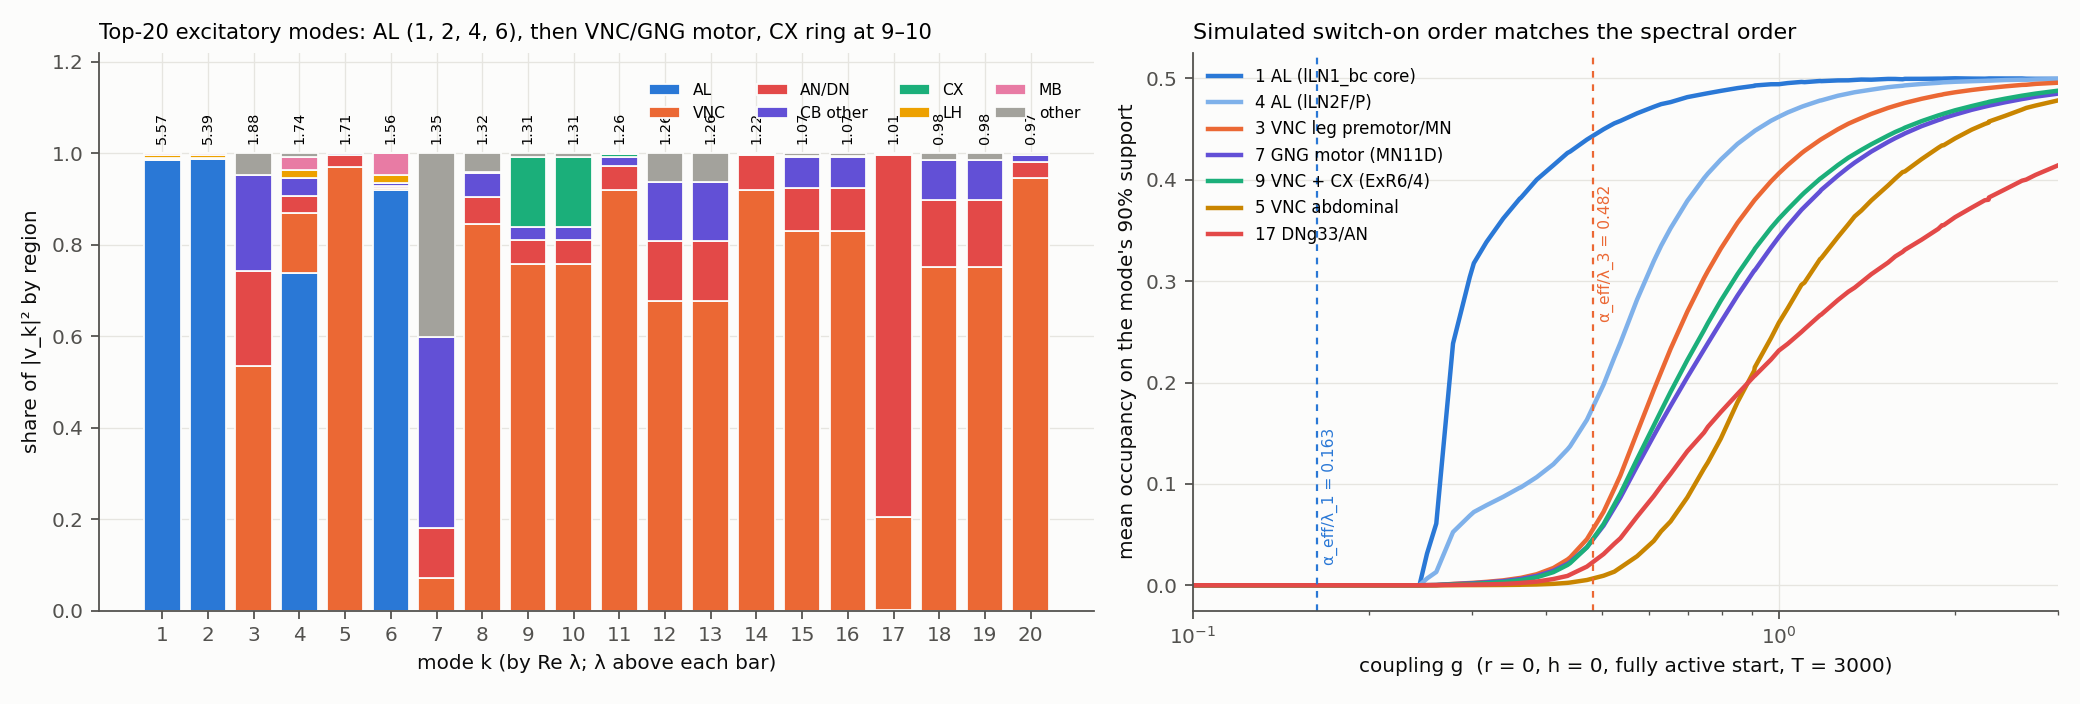 Top-20 excitatory modes: AL (1, 2, 4, 6), then VNC/GNG motor, CX ring at 9–10
share of |v_k|² by region
1.2
1.0
0.8
0.6
0.4
0.2
0.0
AL
AN/DN
CX
MB
VNC
CB other
LH
other
5.57
5.39
1.88
1.74
1.71
1.56
1.35
1.32
1.31
1.31
1.26
1.26
1.26
1.22
1.07
1.07
1.01
0.98
0.98
0.97
1 2 3 4 5 6 7 8 9 10 11 12 13 14 15 16 17 18 19 20
mode k (by Re λ; λ above each bar)
Simulated switch-on order matches the spectral order
mean occupancy on the mode's 90% support
0.5
0.4
0.3
0.2
0.1
0.0
1 AL (lLN1_bc core)
4 AL (lLN2F/P)
3 VNC leg premotor/MN
7 GNG motor (MN11D)
9 VNC + CX (ExR6/4)
5 VNC abdominal
17 DNg33/AN
α_eff/λ_1 = 0.163
α_eff/λ_3 = 0.482
10⁻¹
10⁰
coupling g (r = 0, h = 0, fully active start, T = 3000)